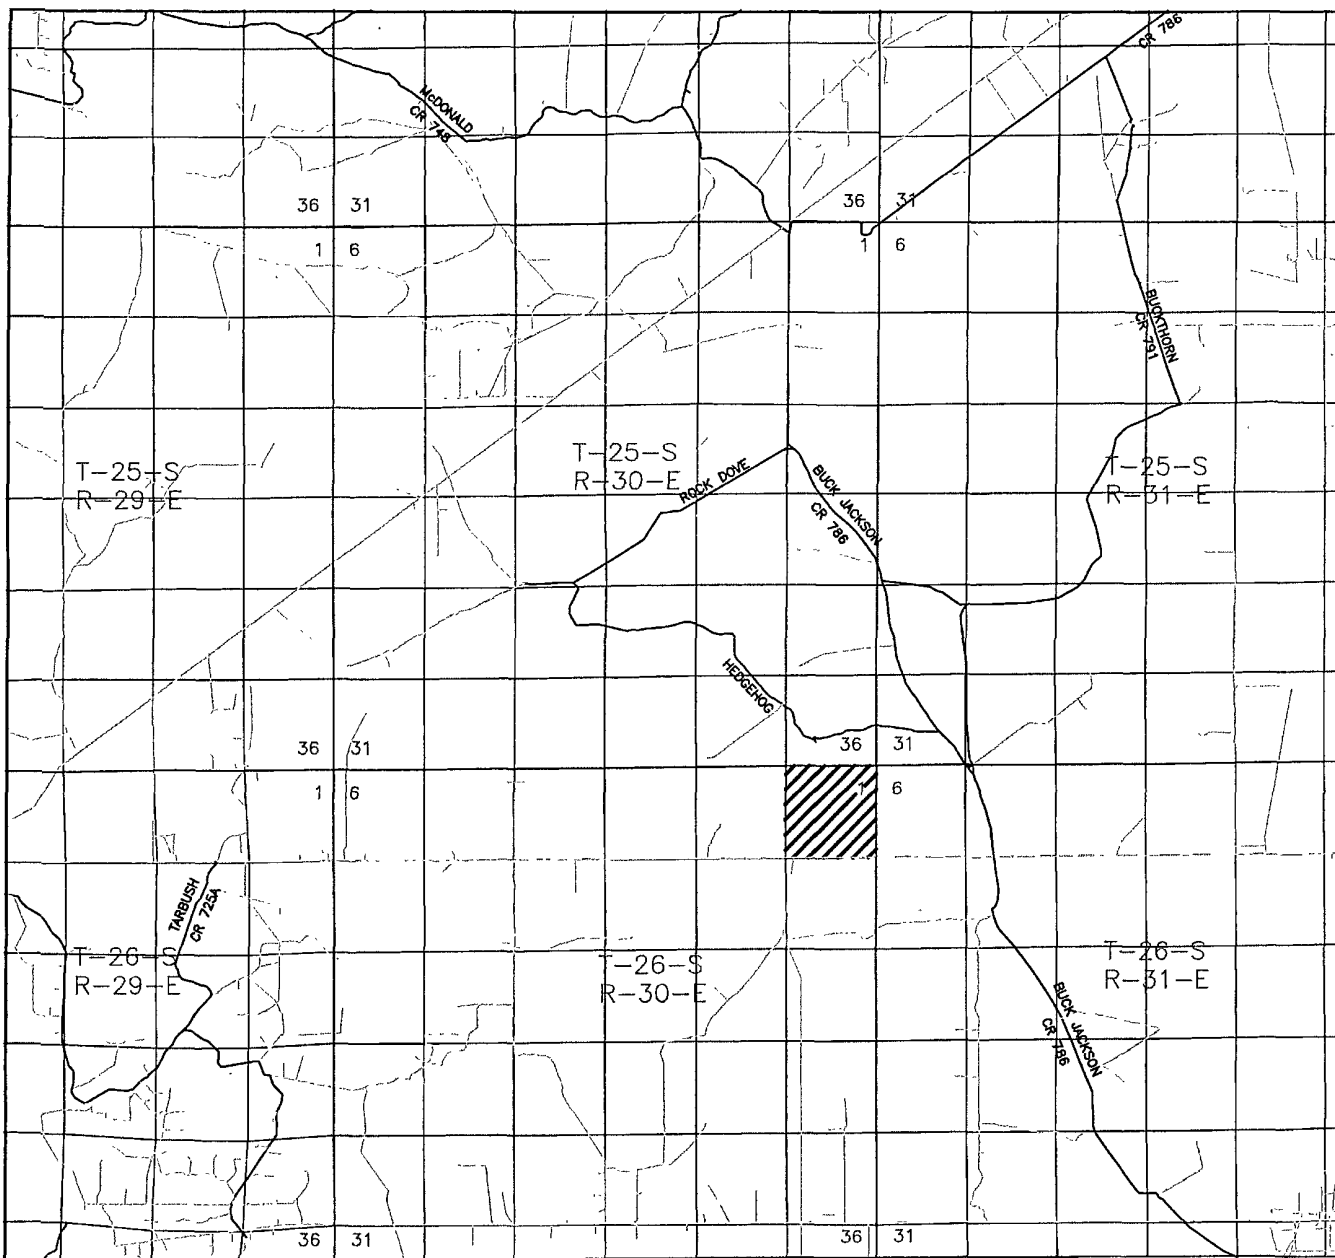 CR 786
McDONALD
CR 748
36 31
36 31
1 6
1 6
BUCKTHORN
CR 791
T-25-S
R-29-E
T-25-S
R-30-E
T-25-S
R-31-E
ROCK DOVE
BUCK JACKSON
CR 786
HEDGEHOG
36 31
36 31
1 6
1 6
TARBUSH
CR 725A
T-26-S
R-29-E
T-26-S
R-30-E
T-26-S
R-31-E
BUCK JACKSON
CR 786
36 31
36 31